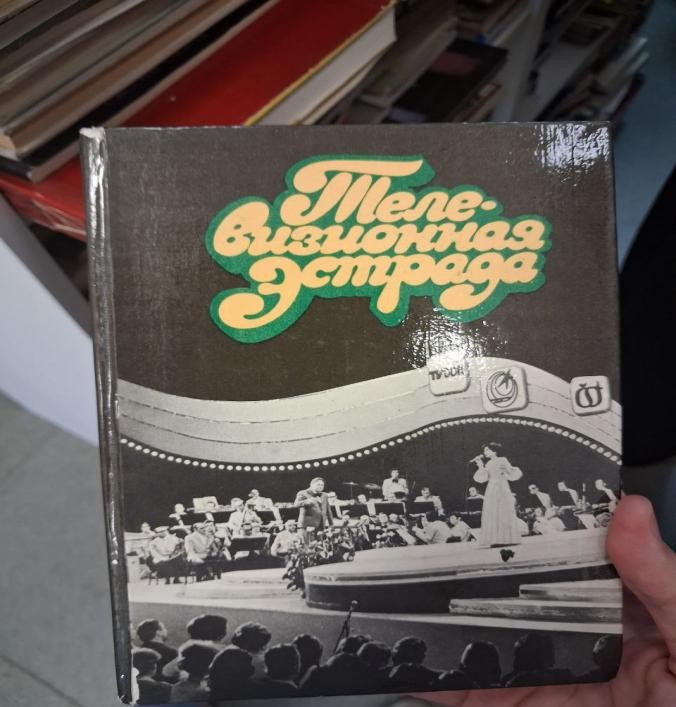 Теле-
визионная
эстрада